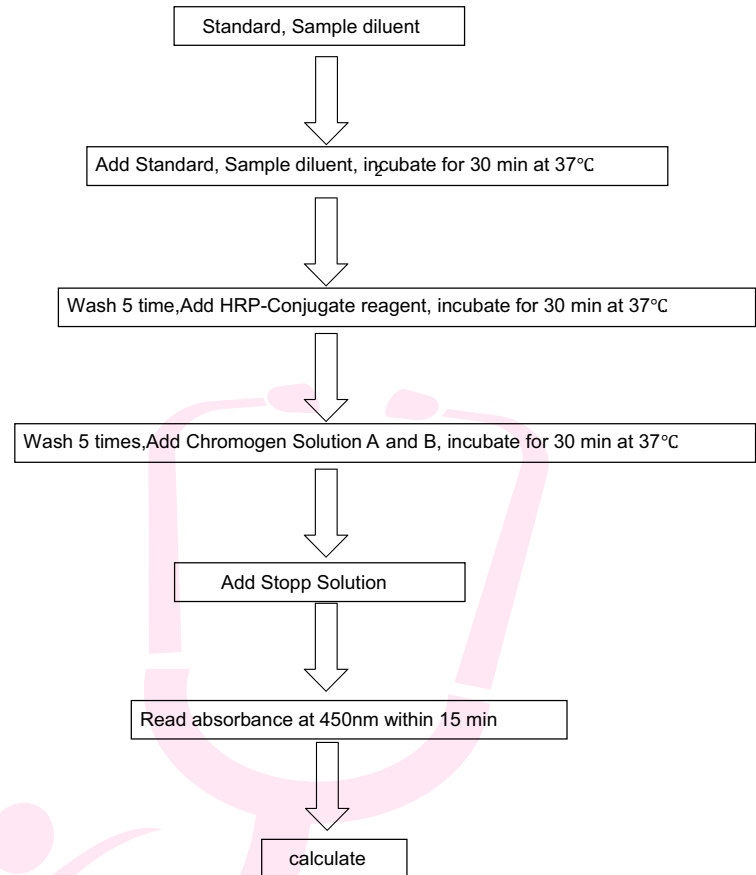 Standard, Sample diluent
Add Standard, Sample diluent, incubate for 30 min at 37℃
2
Wash 5 time,Add HRP-Conjugate reagent, incubate for 30 min at 37℃
Wash 5 times,Add Chromogen Solution A and B, incubate for 30 min at 37℃
Add Stopp Solution
Read absorbance at 450nm within 15 min
calculate